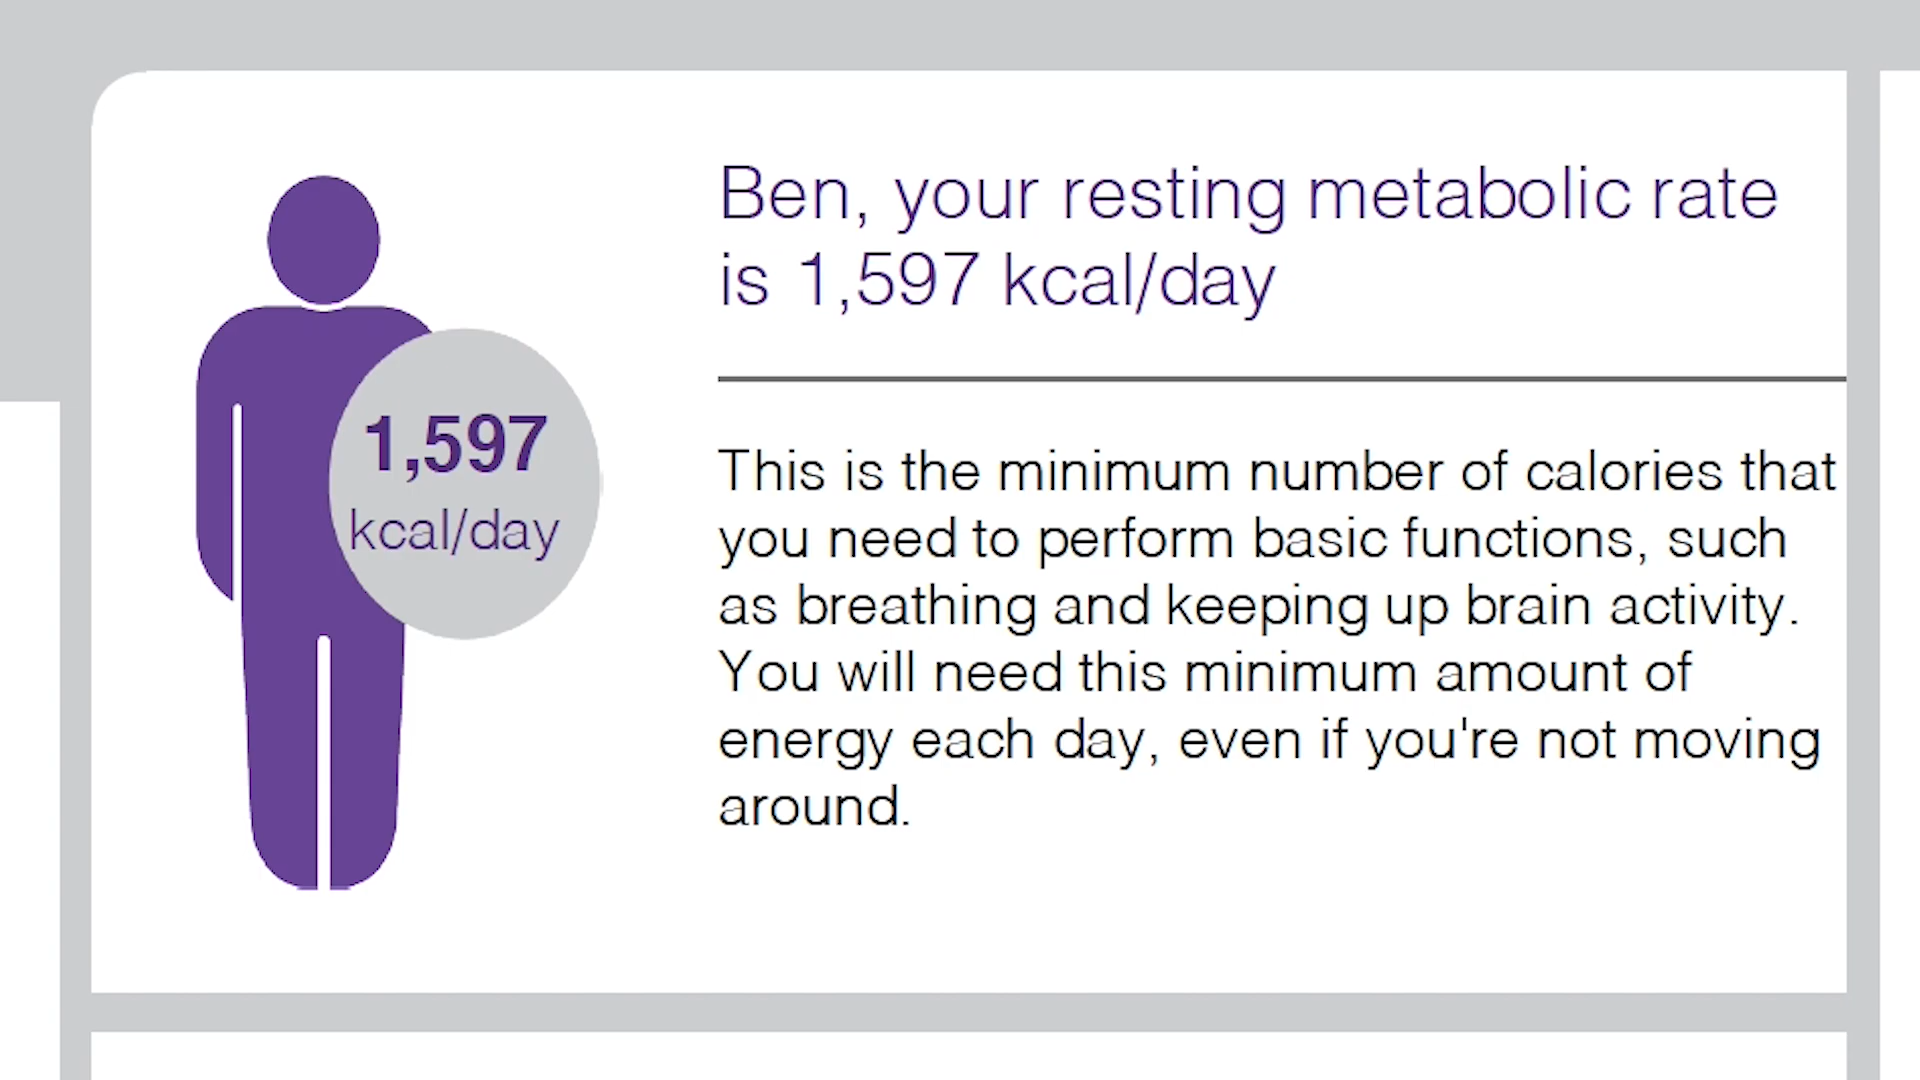 Ben, your resting metabolic rate
is 1,597 kcal/day
1,597
kcal/day
This is the minimum number of calories that
you need to perform basic functions, such
as breathing and keeping up brain activity.
You will need this minimum amount of
energy each day, even if you're not moving
around.